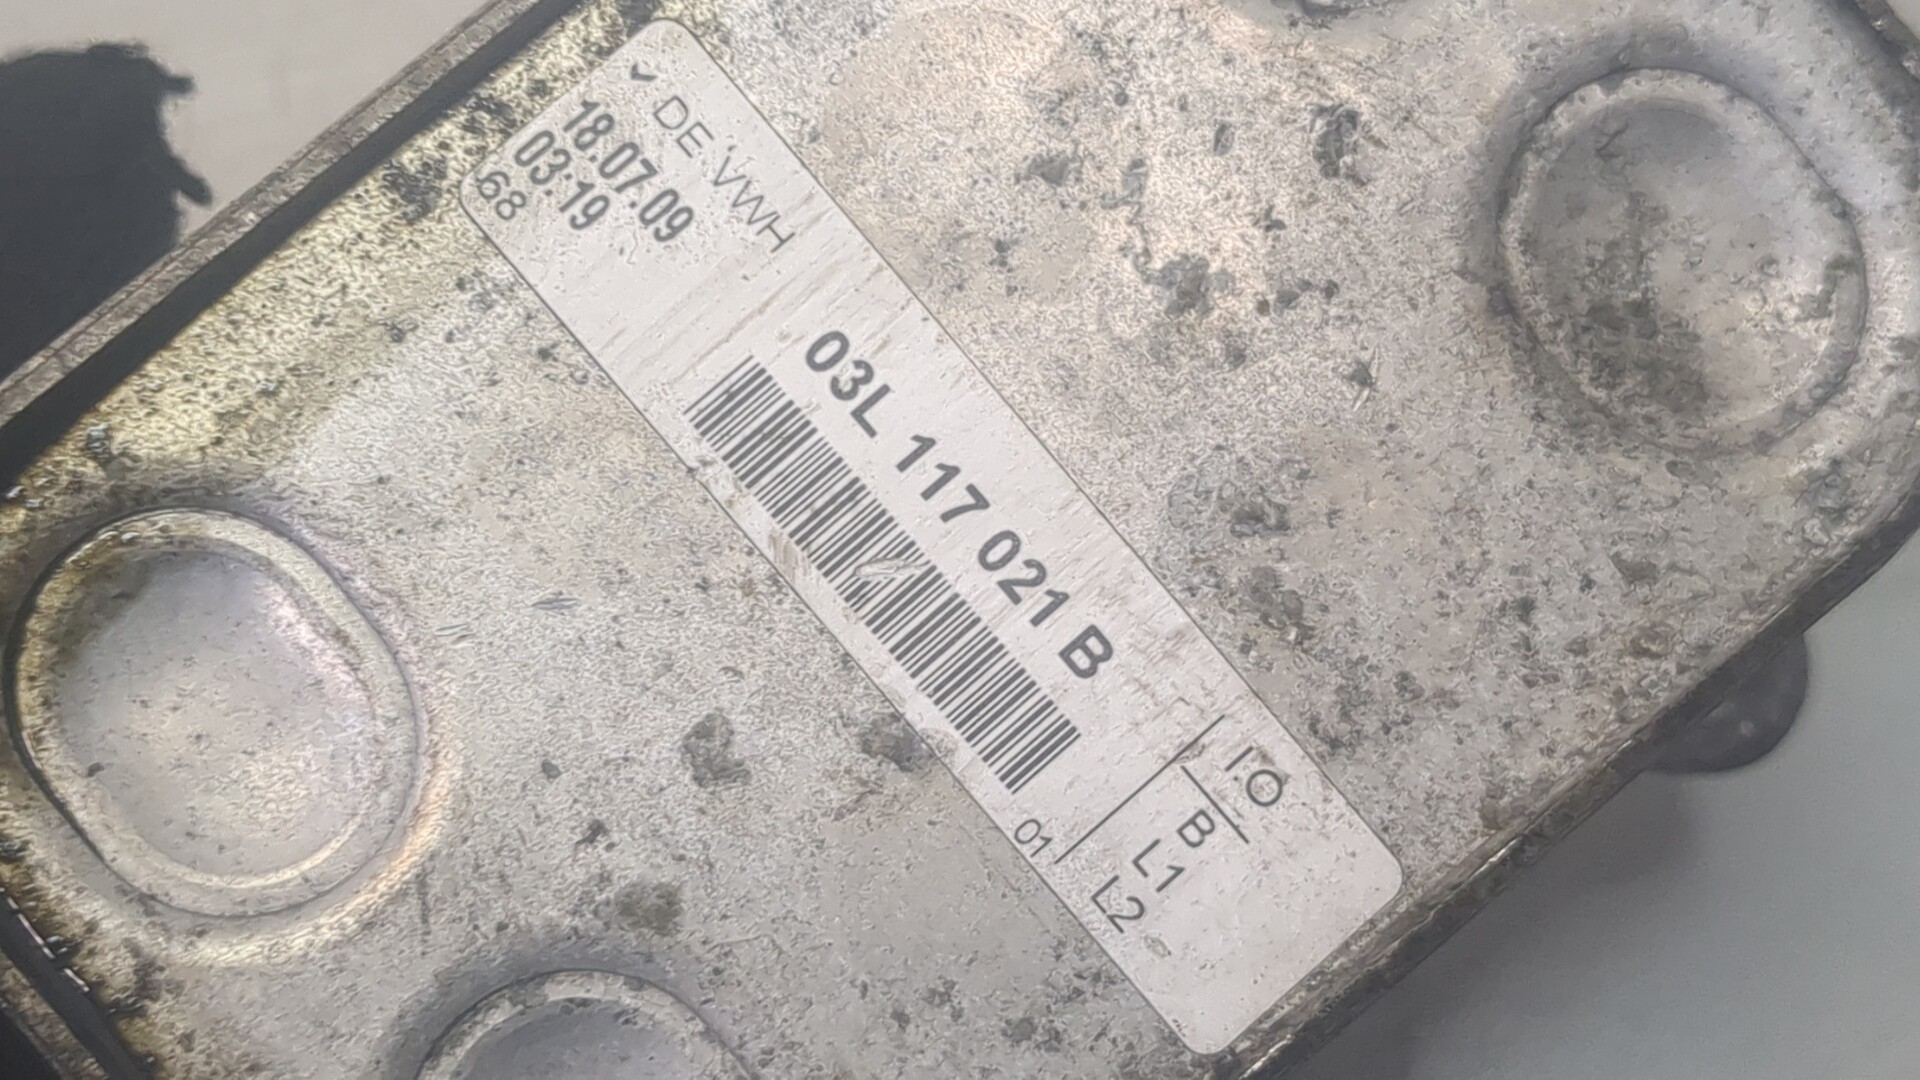 DE VWH
18.07.09
03:19
68
03L 117 021 B
01
I.O
B
L1
L2